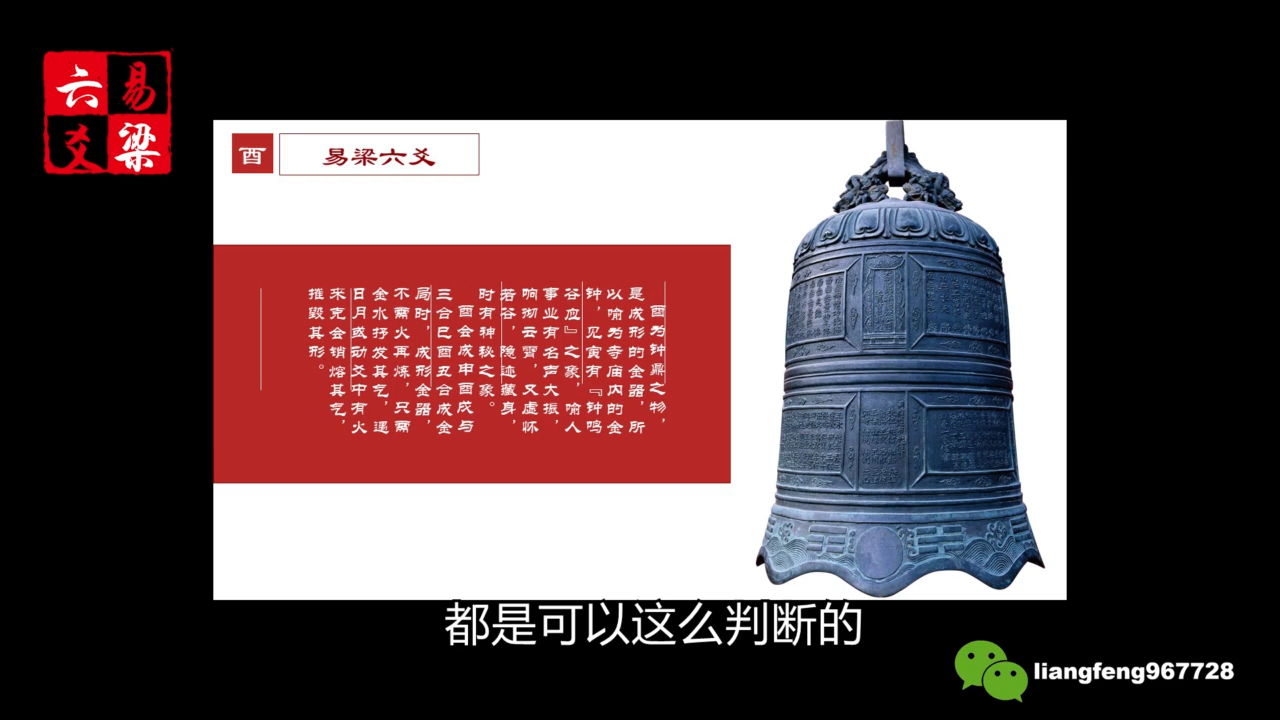 六易
爻梁
酉
易梁六爻
酉为钟鼎之物，
是成形的金器，所
以喻为寺庙内的金
钟，见寅有『钟鸣
谷应』之象，喻人
事业有名声大振，
响彻云霄，又虚怀
若谷，隐迹藏身，
时有神秘之象。
酉会成申酉戌与
三合巳酉丑合成金
局时，成形金器，
不需火再炼，只需
金水抒发其气，遇
日月或动爻中有火
来克会销熔其气，
摧毁其形。
都是可以这么判断的
liangfeng967728